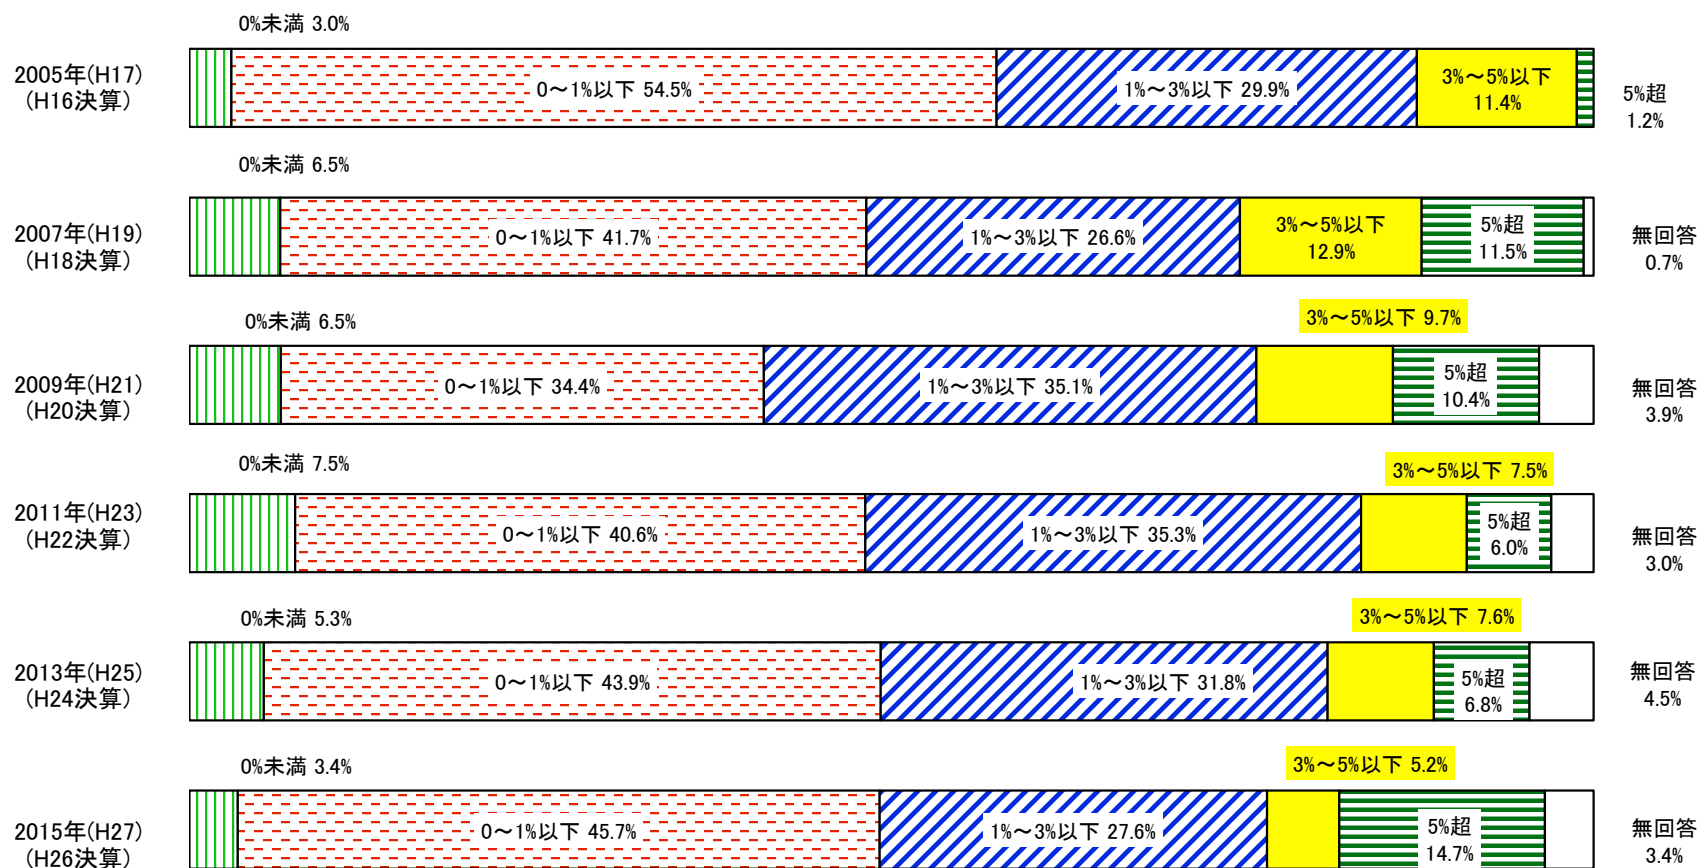 0%未満 3.0%
2005年(H17)
(H16決算)
0～1%以下 54.5%
1%～3%以下 29.9%
3%～5%以下
11.4%
5%超
1.2%
0%未満 6.5%
2007年(H19)
(H18決算)
0～1%以下 41.7%
1%～3%以下 26.6%
3%～5%以下
12.9%
5%超
11.5%
無回答
0.7%
0%未満 6.5%
3%～5%以下 9.7%
2009年(H21)
(H20決算)
0～1%以下 34.4%
1%～3%以下 35.1%
5%超
10.4%
無回答
3.9%
0%未満 7.5%
3%～5%以下 7.5%
2011年(H23)
(H22決算)
0～1%以下 40.6%
1%～3%以下 35.3%
5%超
6.0%
無回答
3.0%
0%未満 5.3%
3%～5%以下 7.6%
2013年(H25)
(H24決算)
0～1%以下 43.9%
1%～3%以下 31.8%
5%超
6.8%
無回答
4.5%
0%未満 3.4%
3%～5%以下 5.2%
2015年(H27)
(H26決算)
0～1%以下 45.7%
1%～3%以下 27.6%
5%超
14.7%
無回答
3.4%